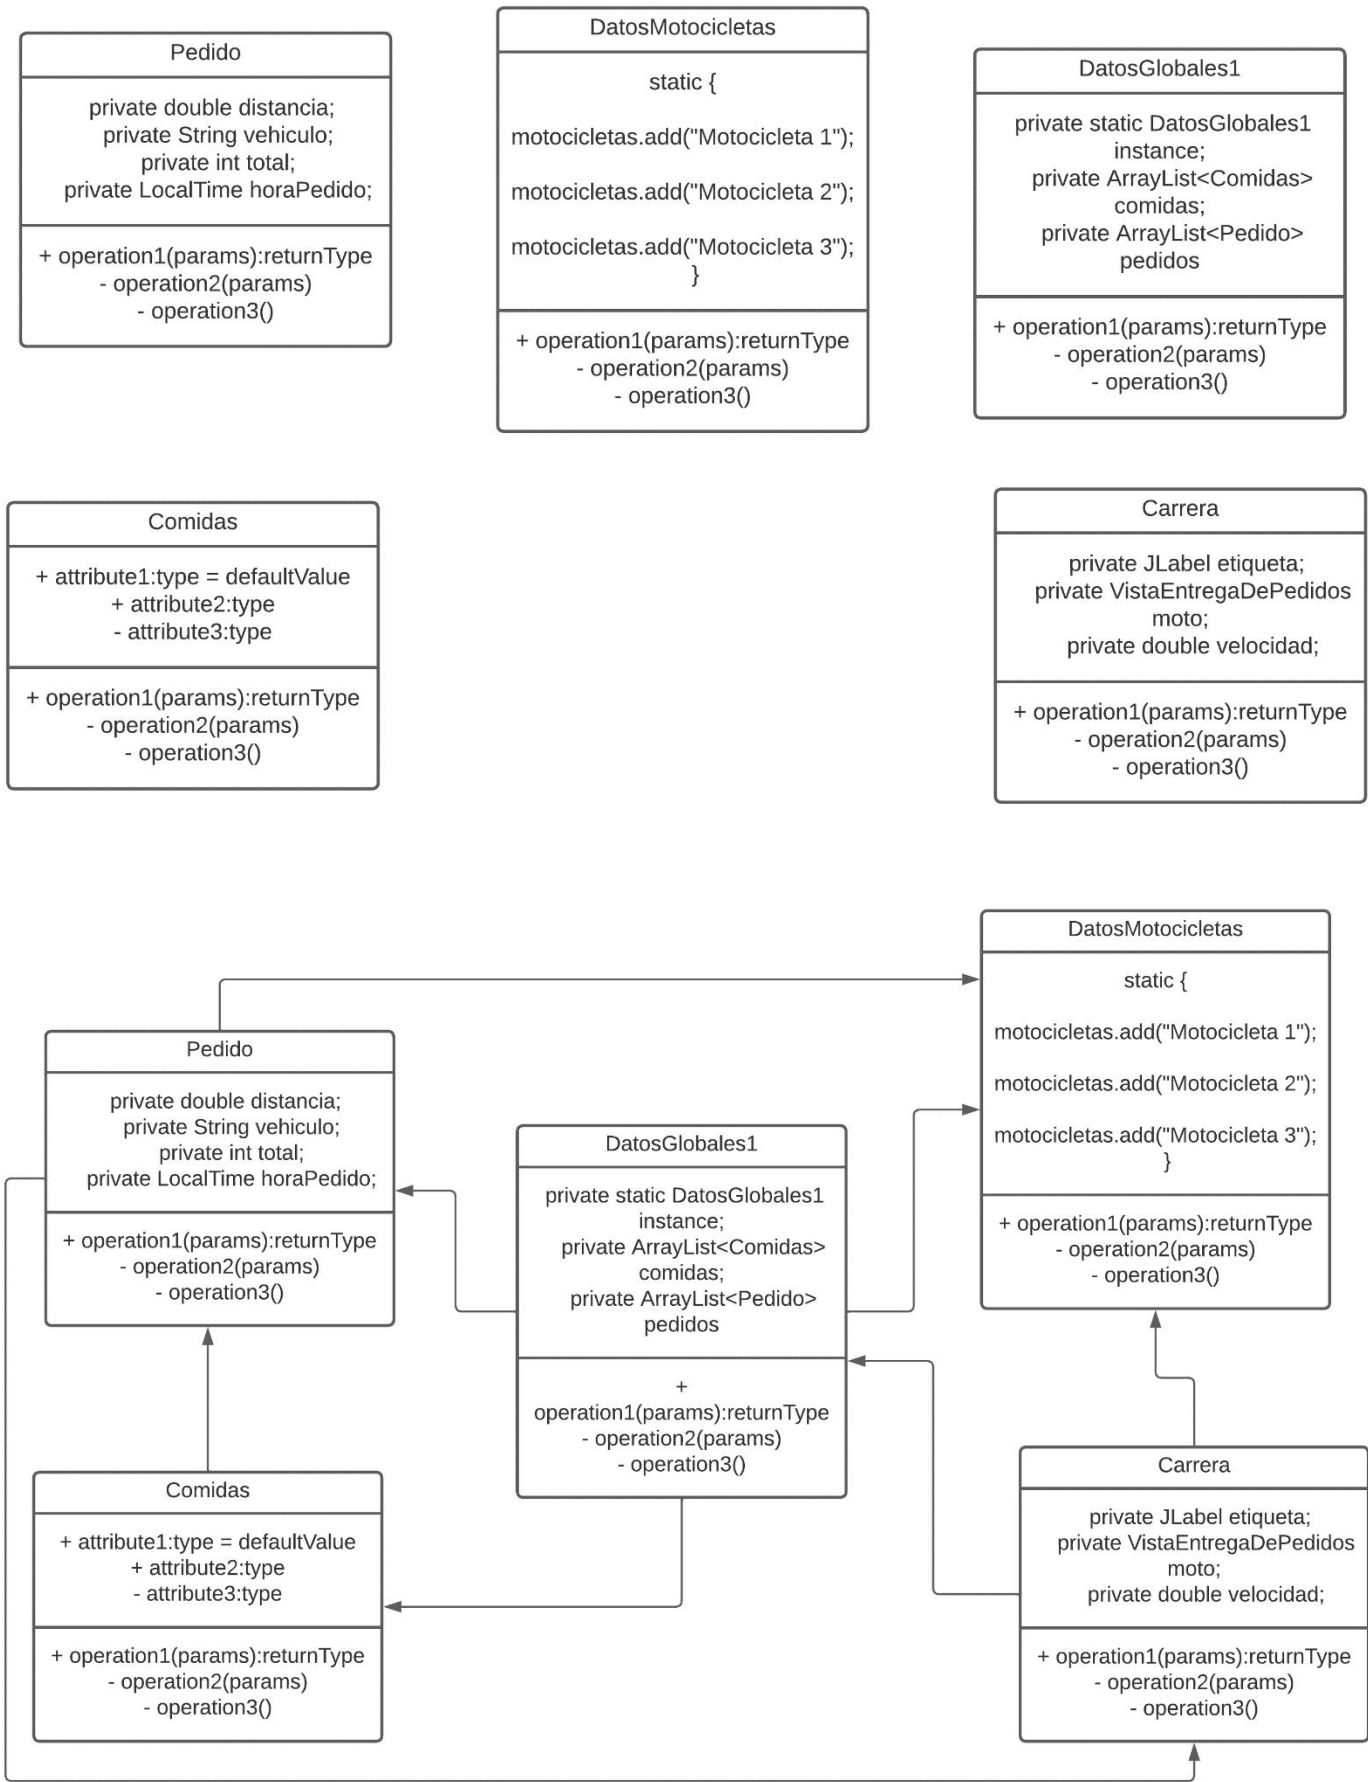 Pedido
private double distancia;
private String vehiculo;
private int total;
private LocalTime horaPedido;
+ operation1(params):returnType
- operation2(params)
- operation3()
DatosMotocicletas
static {
motocicletas.add("Motocicleta 1");
motocicletas.add("Motocicleta 2");
motocicletas.add("Motocicleta 3");
}
+ operation1(params):returnType
- operation2(params)
- operation3()
DatosGlobales1
private static DatosGlobales1
instance;
private ArrayList<Comidas>
comidas;
private ArrayList<Pedido>
pedidos
+ operation1(params):returnType
- operation2(params)
- operation3()
Comidas
+ attribute1:type = defaultValue
+ attribute2:type
- attribute3:type
+ operation1(params):returnType
- operation2(params)
- operation3()
Carrera
private JLabel etiqueta;
private VistaEntregaDePedidos
moto;
private double velocidad;
+ operation1(params):returnType
- operation2(params)
- operation3()
DatosMotocicletas
static {
motocicletas.add("Motocicleta 1");
motocicletas.add("Motocicleta 2");
motocicletas.add("Motocicleta 3");
}
+ operation1(params):returnType
- operation2(params)
- operation3()
Pedido
private double distancia;
private String vehiculo;
private int total;
private LocalTime horaPedido;
+ operation1(params):returnType
- operation2(params)
- operation3()
DatosGlobales1
private static DatosGlobales1
instance;
private ArrayList<Comidas>
comidas;
private ArrayList<Pedido>
pedidos
+
operation1(params):returnType
- operation2(params)
- operation3()
Comidas
+ attribute1:type = defaultValue
+ attribute2:type
- attribute3:type
+ operation1(params):returnType
- operation2(params)
- operation3()
Carrera
private JLabel etiqueta;
private VistaEntregaDePedidos
moto;
private double velocidad;
+ operation1(params):returnType
- operation2(params)
- operation3()